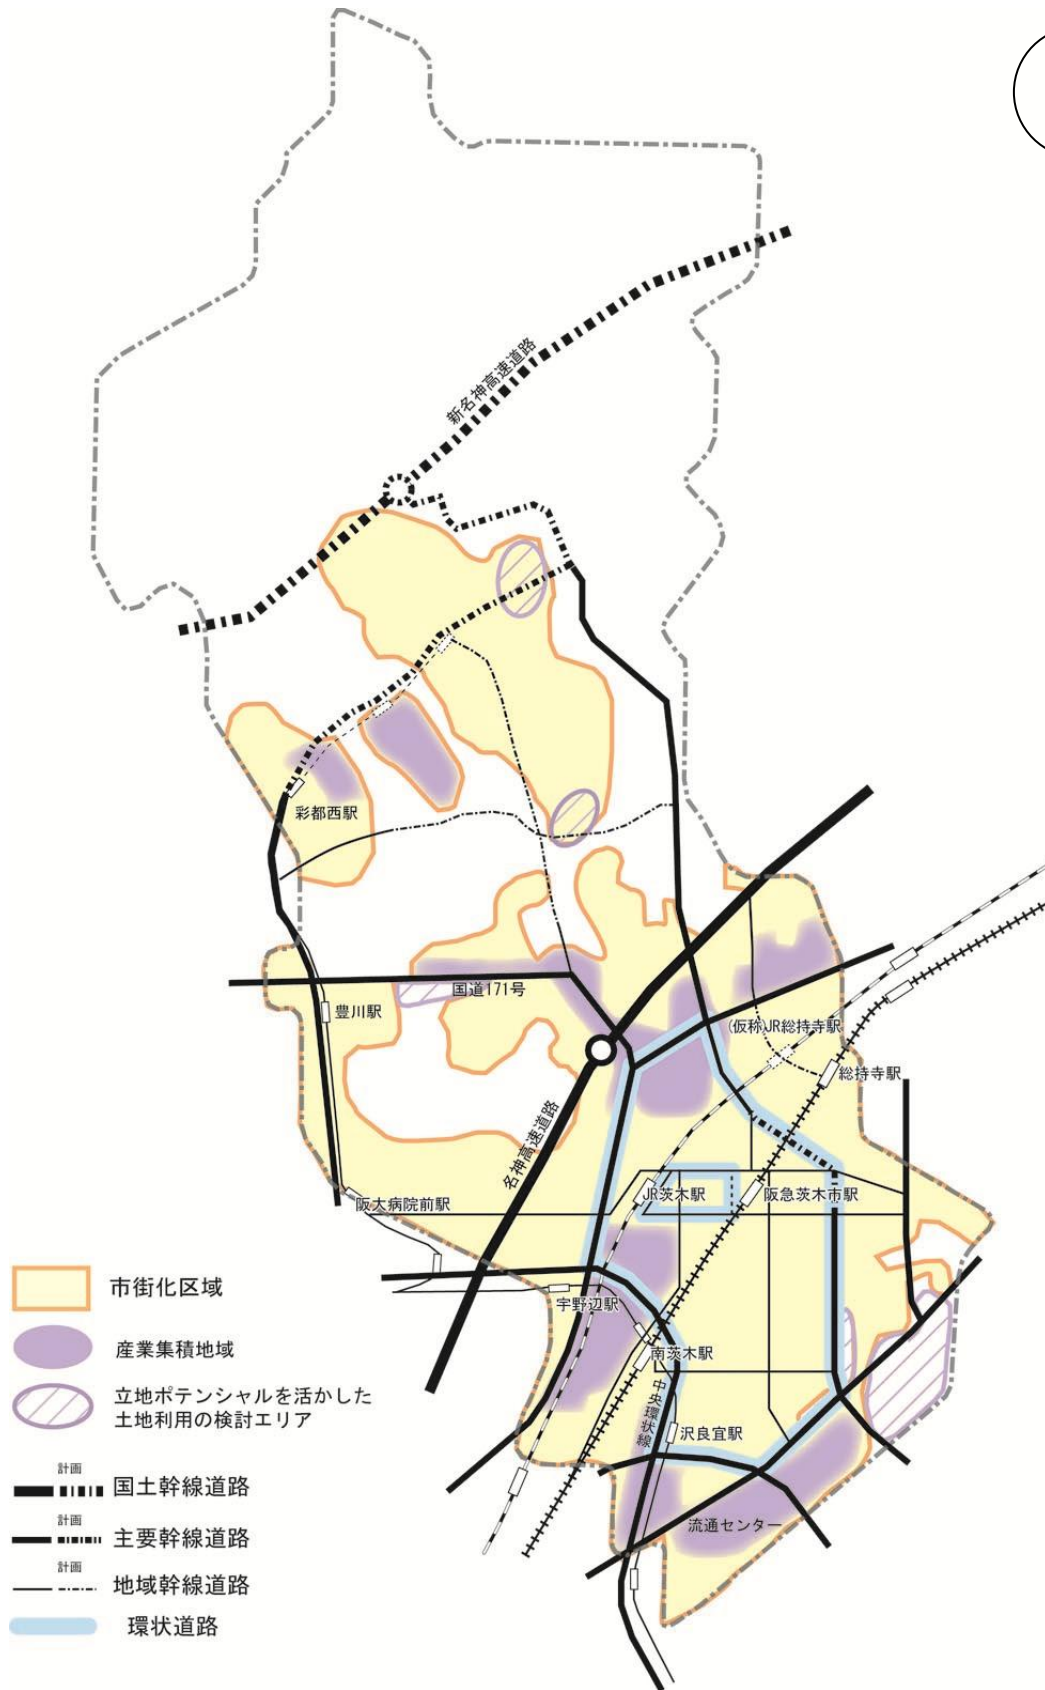 新名神高速道路
彩都西駅
国道171号
豊川駅
(仮称)JR総持寺駅
総持寺駅
名神高速道路
JR茨木駅
阪急茨木市駅
阪大病院前駅
宇野辺駅
南茨木駅
中央環状線
沢良宜駅
流通センター
市街化区域
産業集積地域
立地ポテンシャルを活かした
土地利用の検討エリア
計画
国土幹線道路
計画
主要幹線道路
計画
地域幹線道路
環状道路